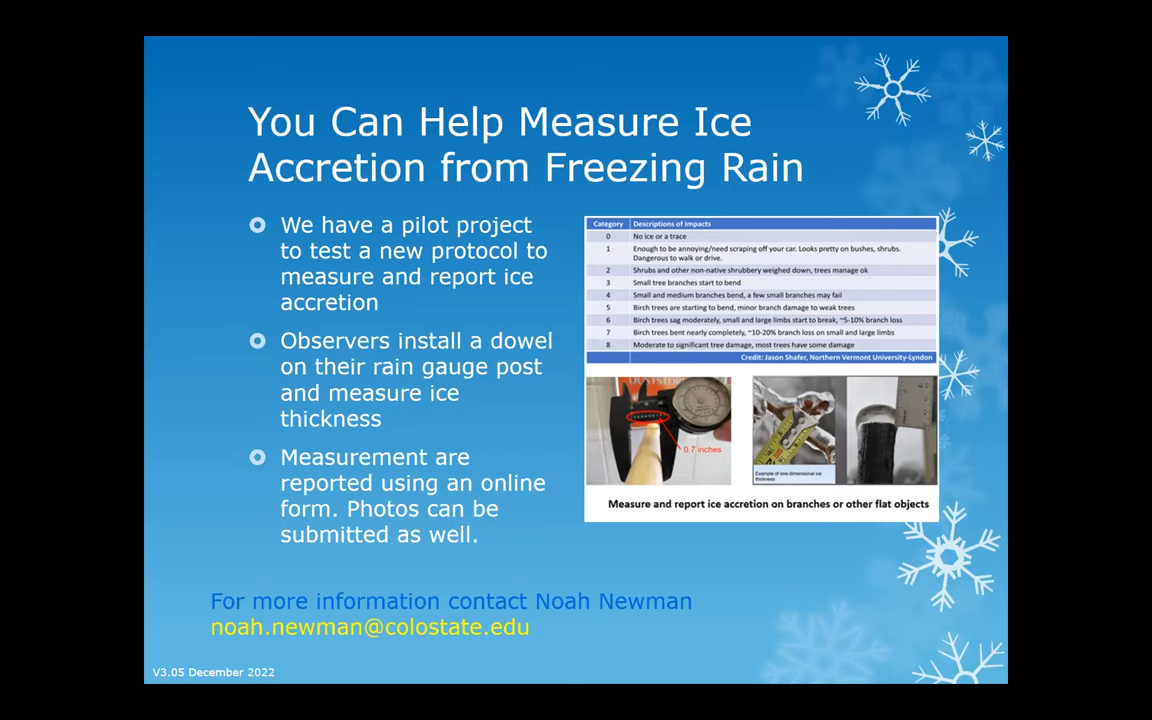 You Can Help Measure Ice
Accretion from Freezing Rain
We have a pilot project
to test a new protocol to
measure and report ice
accretion
Observers install a dowel
on their rain gauge post
and measure ice
thickness
Measurement are
reported using an online
form. Photos can be
submitted as well.
Category Descriptions of Impacts
0 No ice or a trace
1 Enough to be annoying/need scraping off your car. Looks pretty on bushes, shrubs.
Dangerous to walk or drive.
2 Shrubs and other non-native shrubbery weighed down, trees manage ok
3 Small tree branches start to bend
4 Small and medium branches bend, a few small branches may fail
5 Birch trees are starting to bend, minor branch damage to weak trees
6 Birch trees sag moderately, small and large limbs start to break, ~5-10% branch loss
7 Birch trees bent nearly completely, ~10-20% branch loss on small and large limbs
8 Moderate to significant tree damage, most trees have some damage
Credit: Jason Shafer, Northern Vermont University-Lyndon
0.7 inches
Example of one-dimensional ice
thickness
Measure and report ice accretion on branches or other flat objects
For more information contact Noah Newman
noah.newman@colostate.edu
V3.05 December 2022